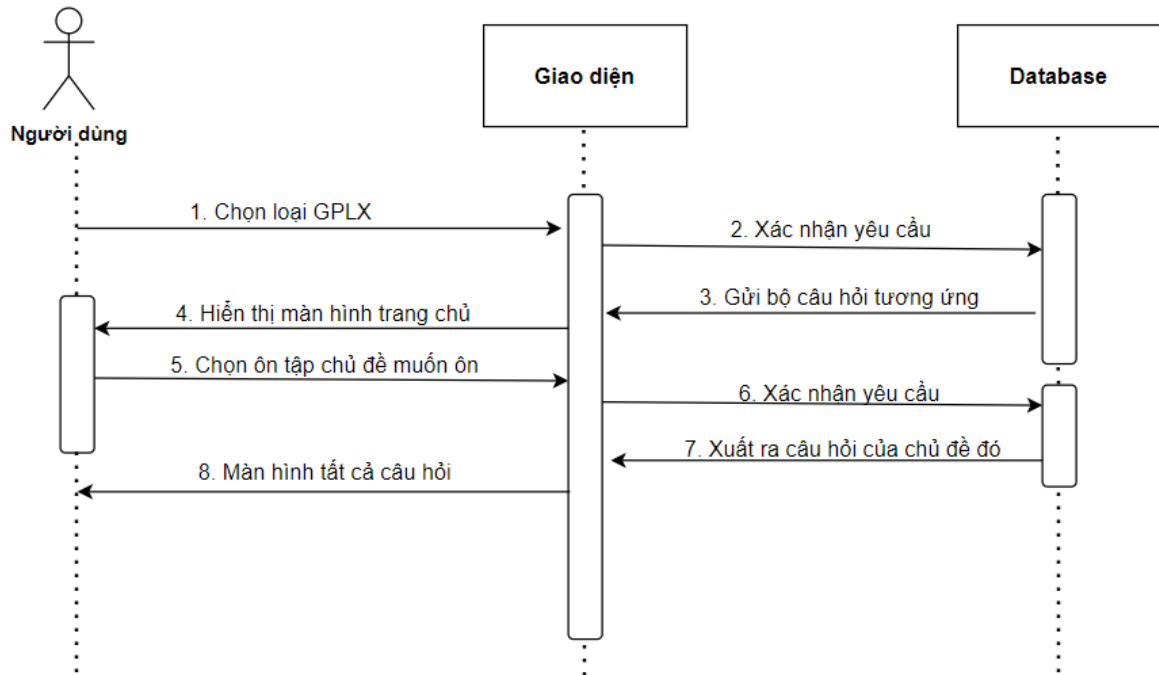 Giao diện
Database
Người dùng
1. Chọn loại GPLX
2. Xác nhận yêu cầu
3. Gửi bộ câu hỏi tương ứng
4. Hiển thị màn hình trang chủ
5. Chọn ôn tập chủ đề muốn ôn
6. Xác nhận yêu cầu
7. Xuất ra câu hỏi của chủ đề đó
8. Màn hình tất cả câu hỏi